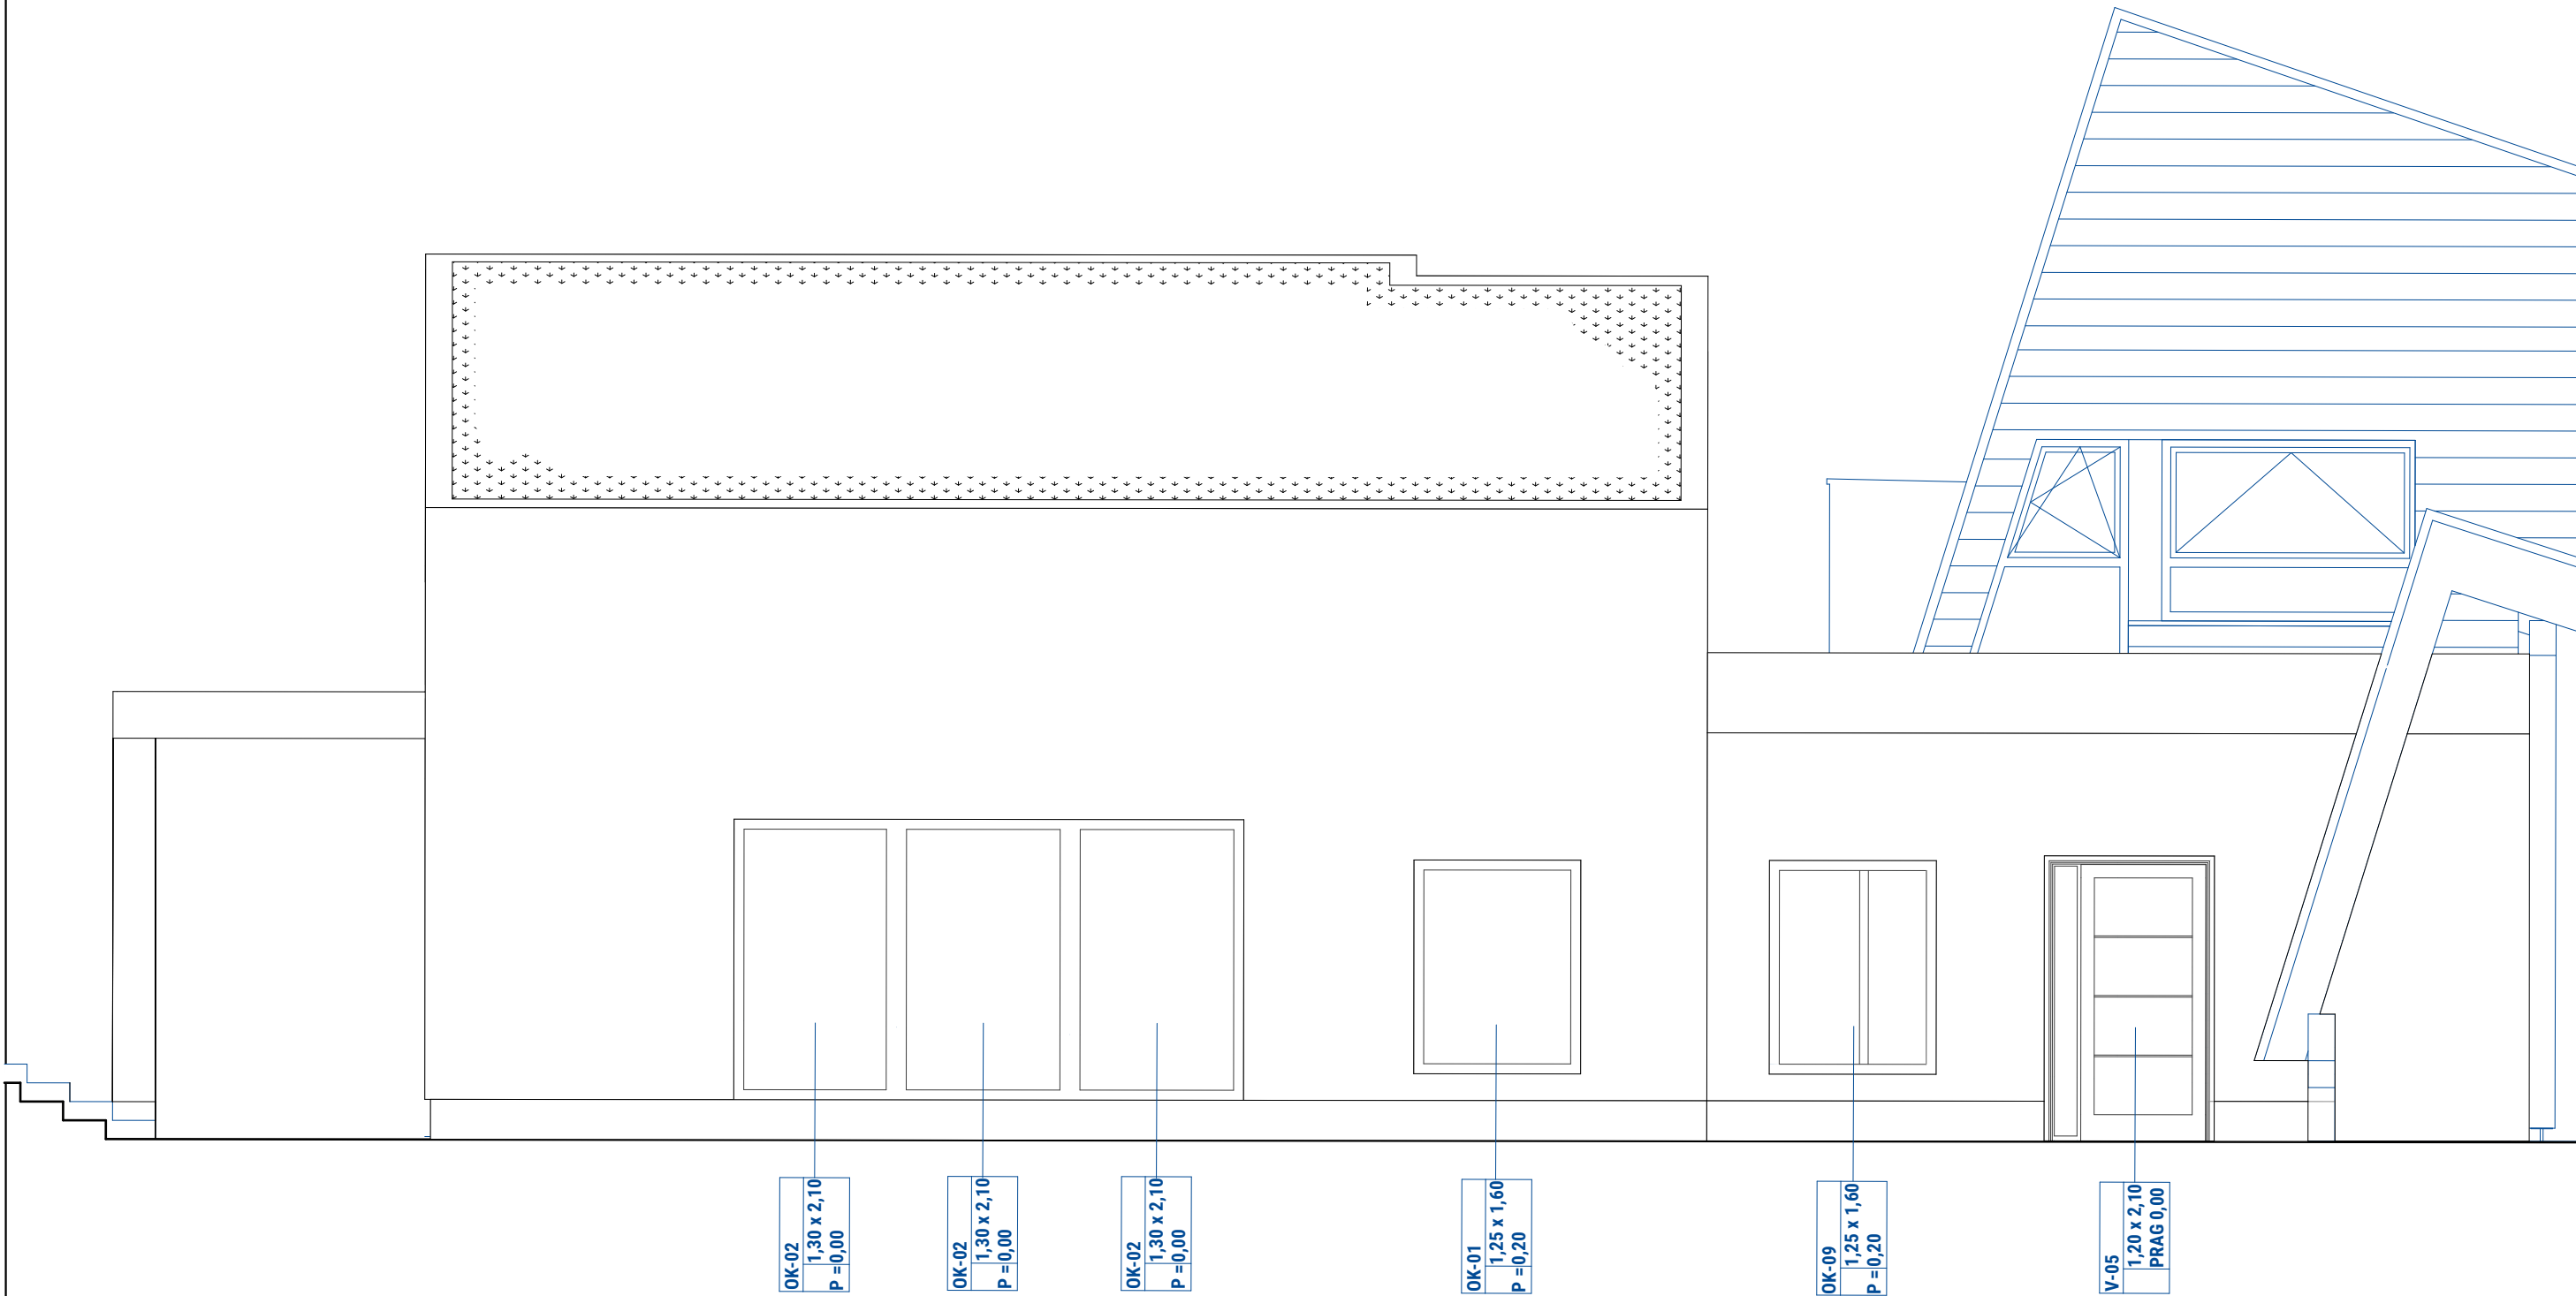 OK-02
1,30 x 2,10
P =0,00
OK-02
1,30 x 2,10
P =0,00
OK-02
1,30 x 2,10
P =0,00
OK-01
1,25 x 1,60
P =0,20
OK-09
1,25 x 1,60
P =0,20
V-05
1,20 x 2,10
PRAG 0,00